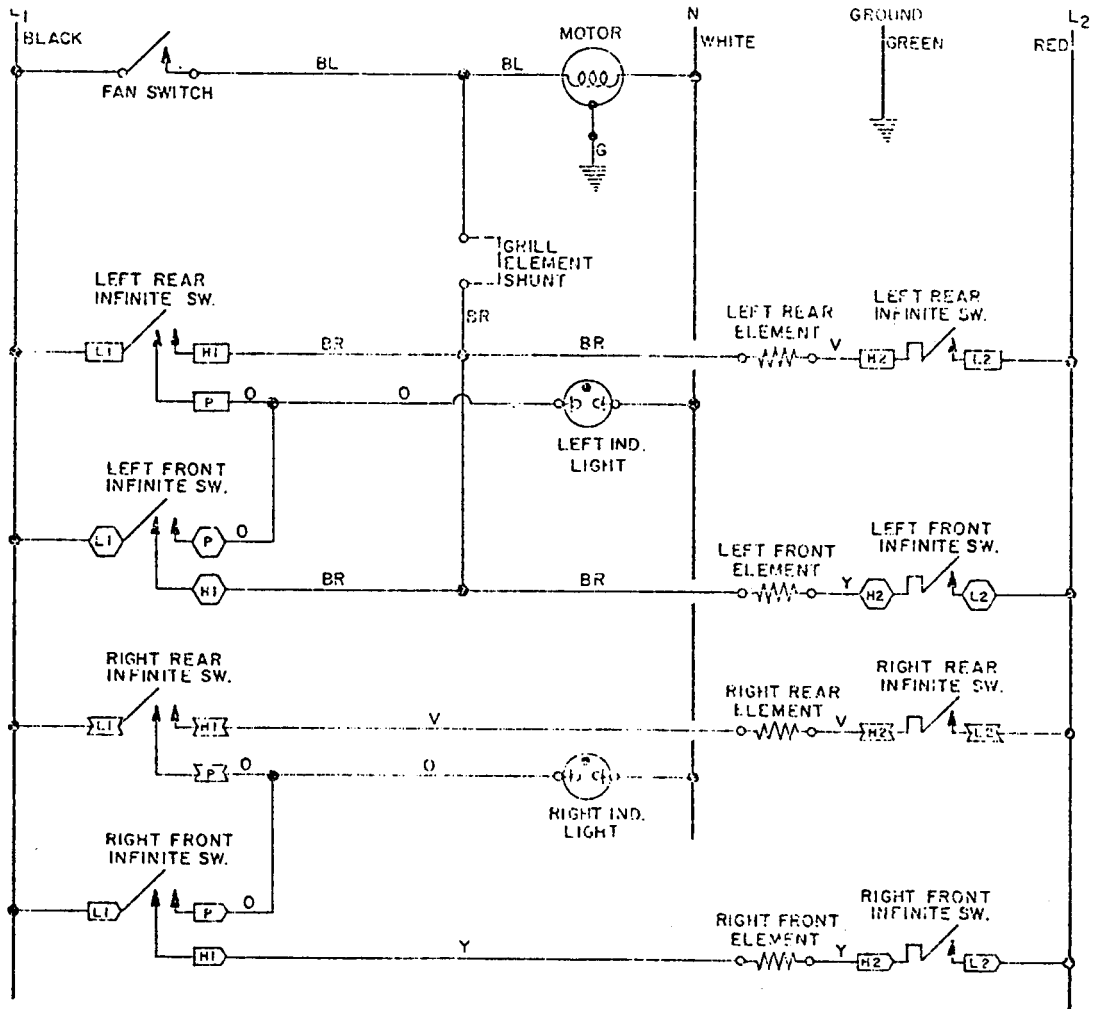 L1 N GROUND L2
BLACK MOTOR WHITE GREEN RED
BL BL
FAN SWITCH
G
GRILL
ELEMENT
SHUNT
LEFT REAR
INFINITE SW.
BR
LEFT REAR
ELEMENT
LEFT REAR
INFINITE SW.
L1 H1 BR BR V H2 L2
P O O
LEFT IND.
LIGHT
LEFT FRONT
INFINITE SW.
L1 P O
LEFT FRONT
ELEMENT
LEFT FRONT
INFINITE SW.
H1 BR BR Y H2 L2
RIGHT REAR
INFINITE SW.
RIGHT REAR
ELEMENT
RIGHT REAR
INFINITE SW.
L1 H1 V V H2 L2
P O O
RIGHT IND.
LIGHT
RIGHT FRONT
INFINITE SW.
L1 P O
RIGHT FRONT
ELEMENT
RIGHT FRONT
INFINITE SW.
H1 Y Y H2 L2